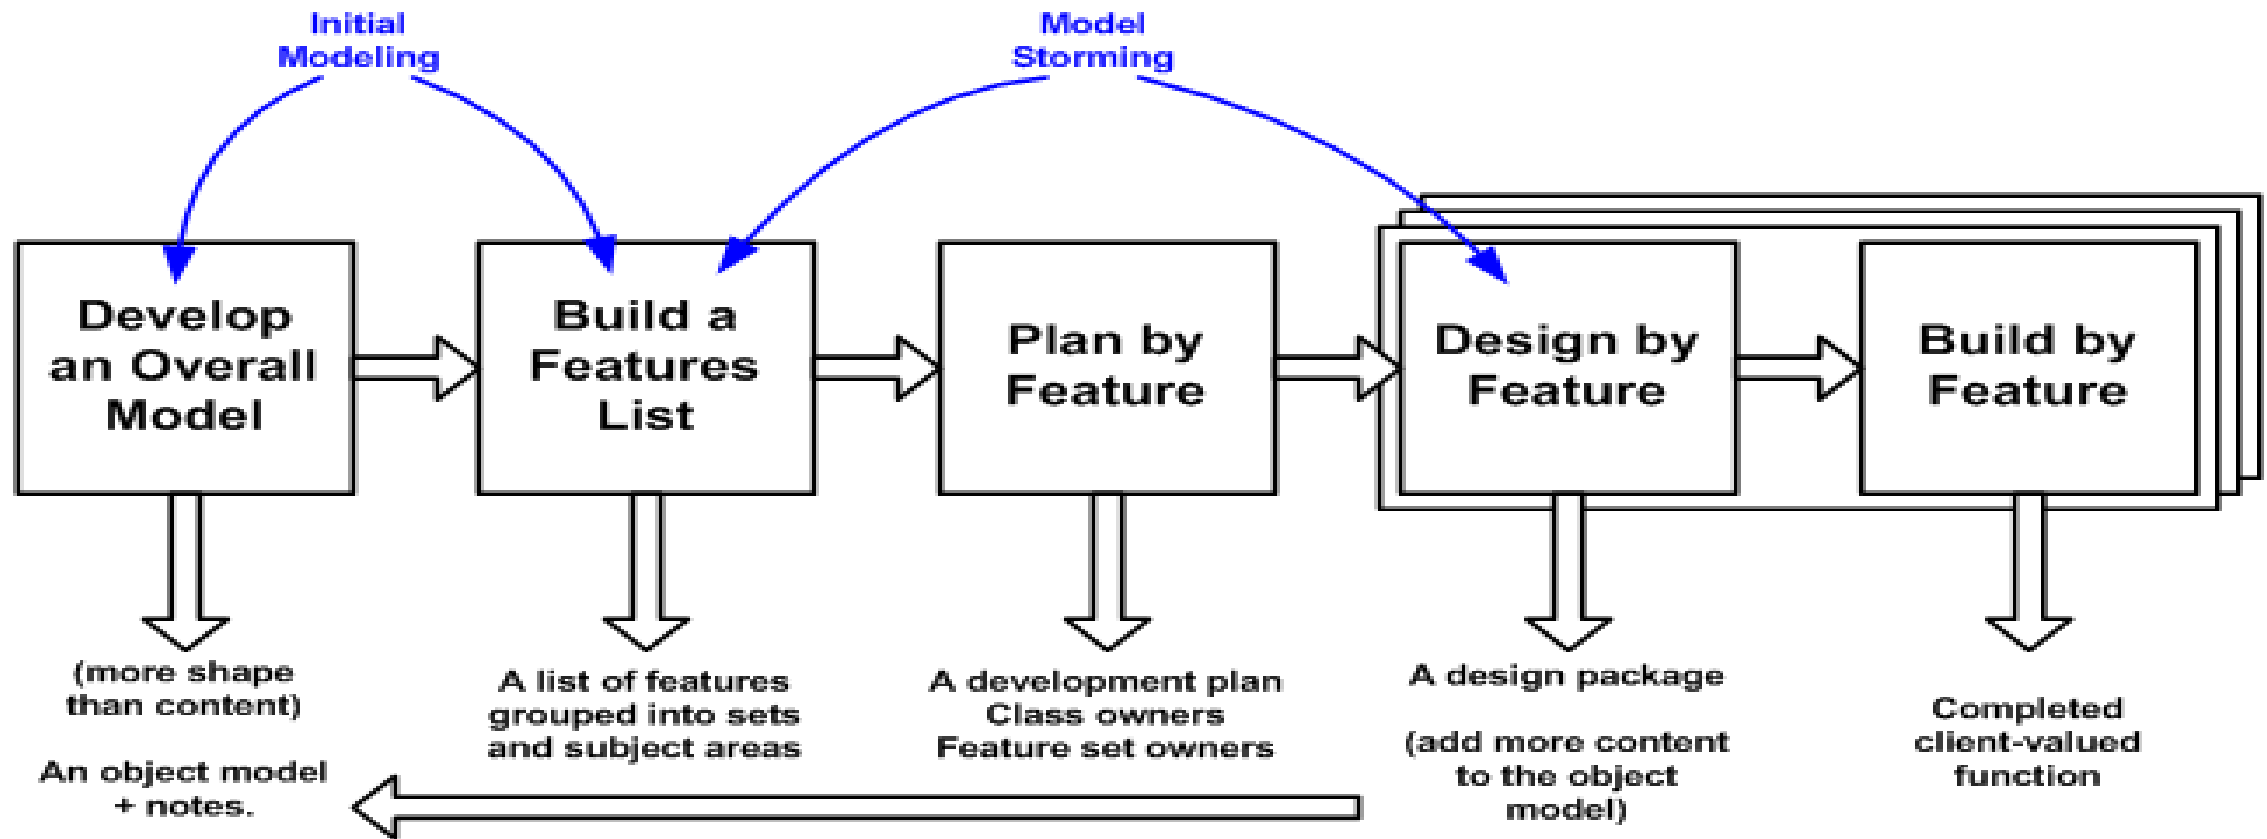 Initial
Modeling
Model
Storming
Develop
an Overall
Model
Build a
Features
List
Plan by
Feature
Design by
Feature
Build by
Feature
(more shape
than content)
An object model
+ notes.
A list of features
grouped into sets
and subject areas
A development plan
Class owners
Feature set owners
A design package
(add more content
to the object
model)
Completed
client-valued
function